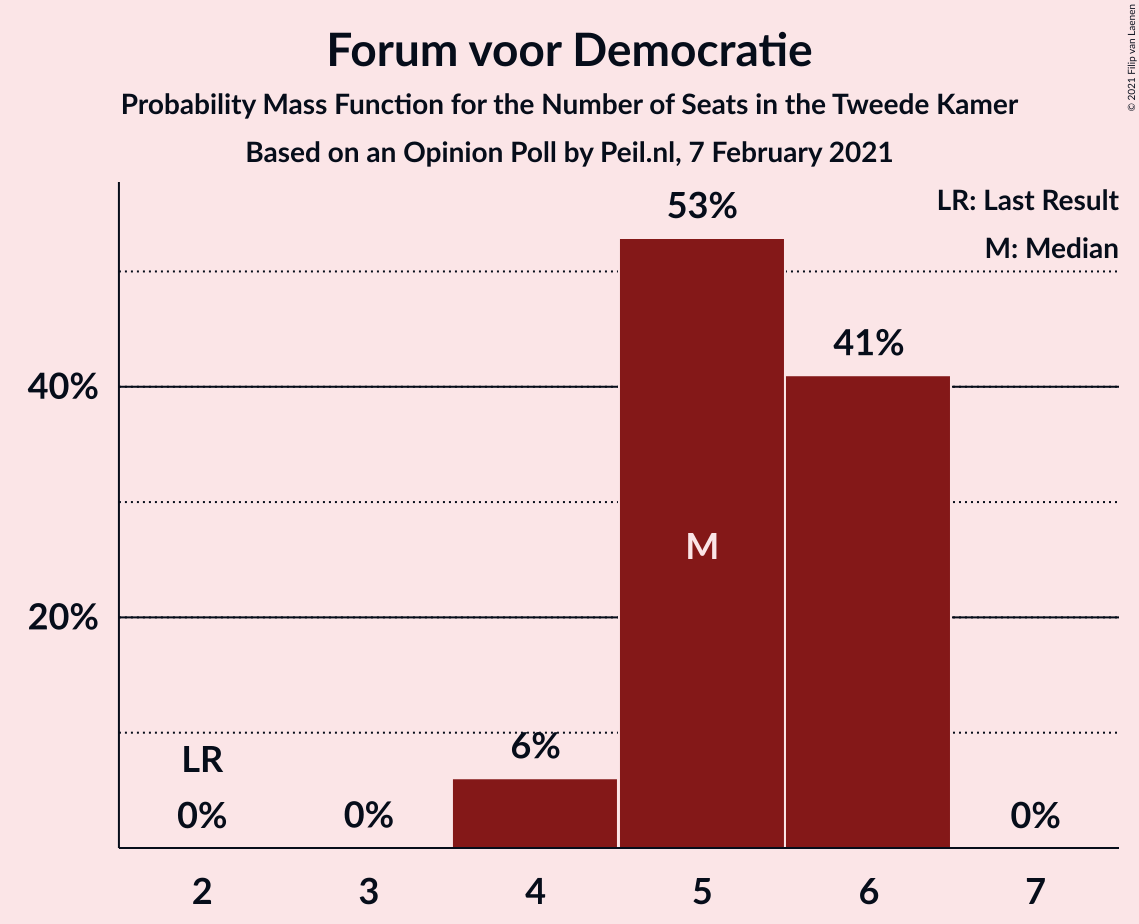 Forum voor Democratie
Probability Mass Function for the Number of Seats in the Tweede Kamer
Based on an Opinion Poll by Peil.nl, 7 February 2021
© 2021 Filip van Laenen
LR: Last Result
M: Median
53%
41%
40%
M
20%
6%
LR
0%
0%
0%
2
3
4
5
6
7